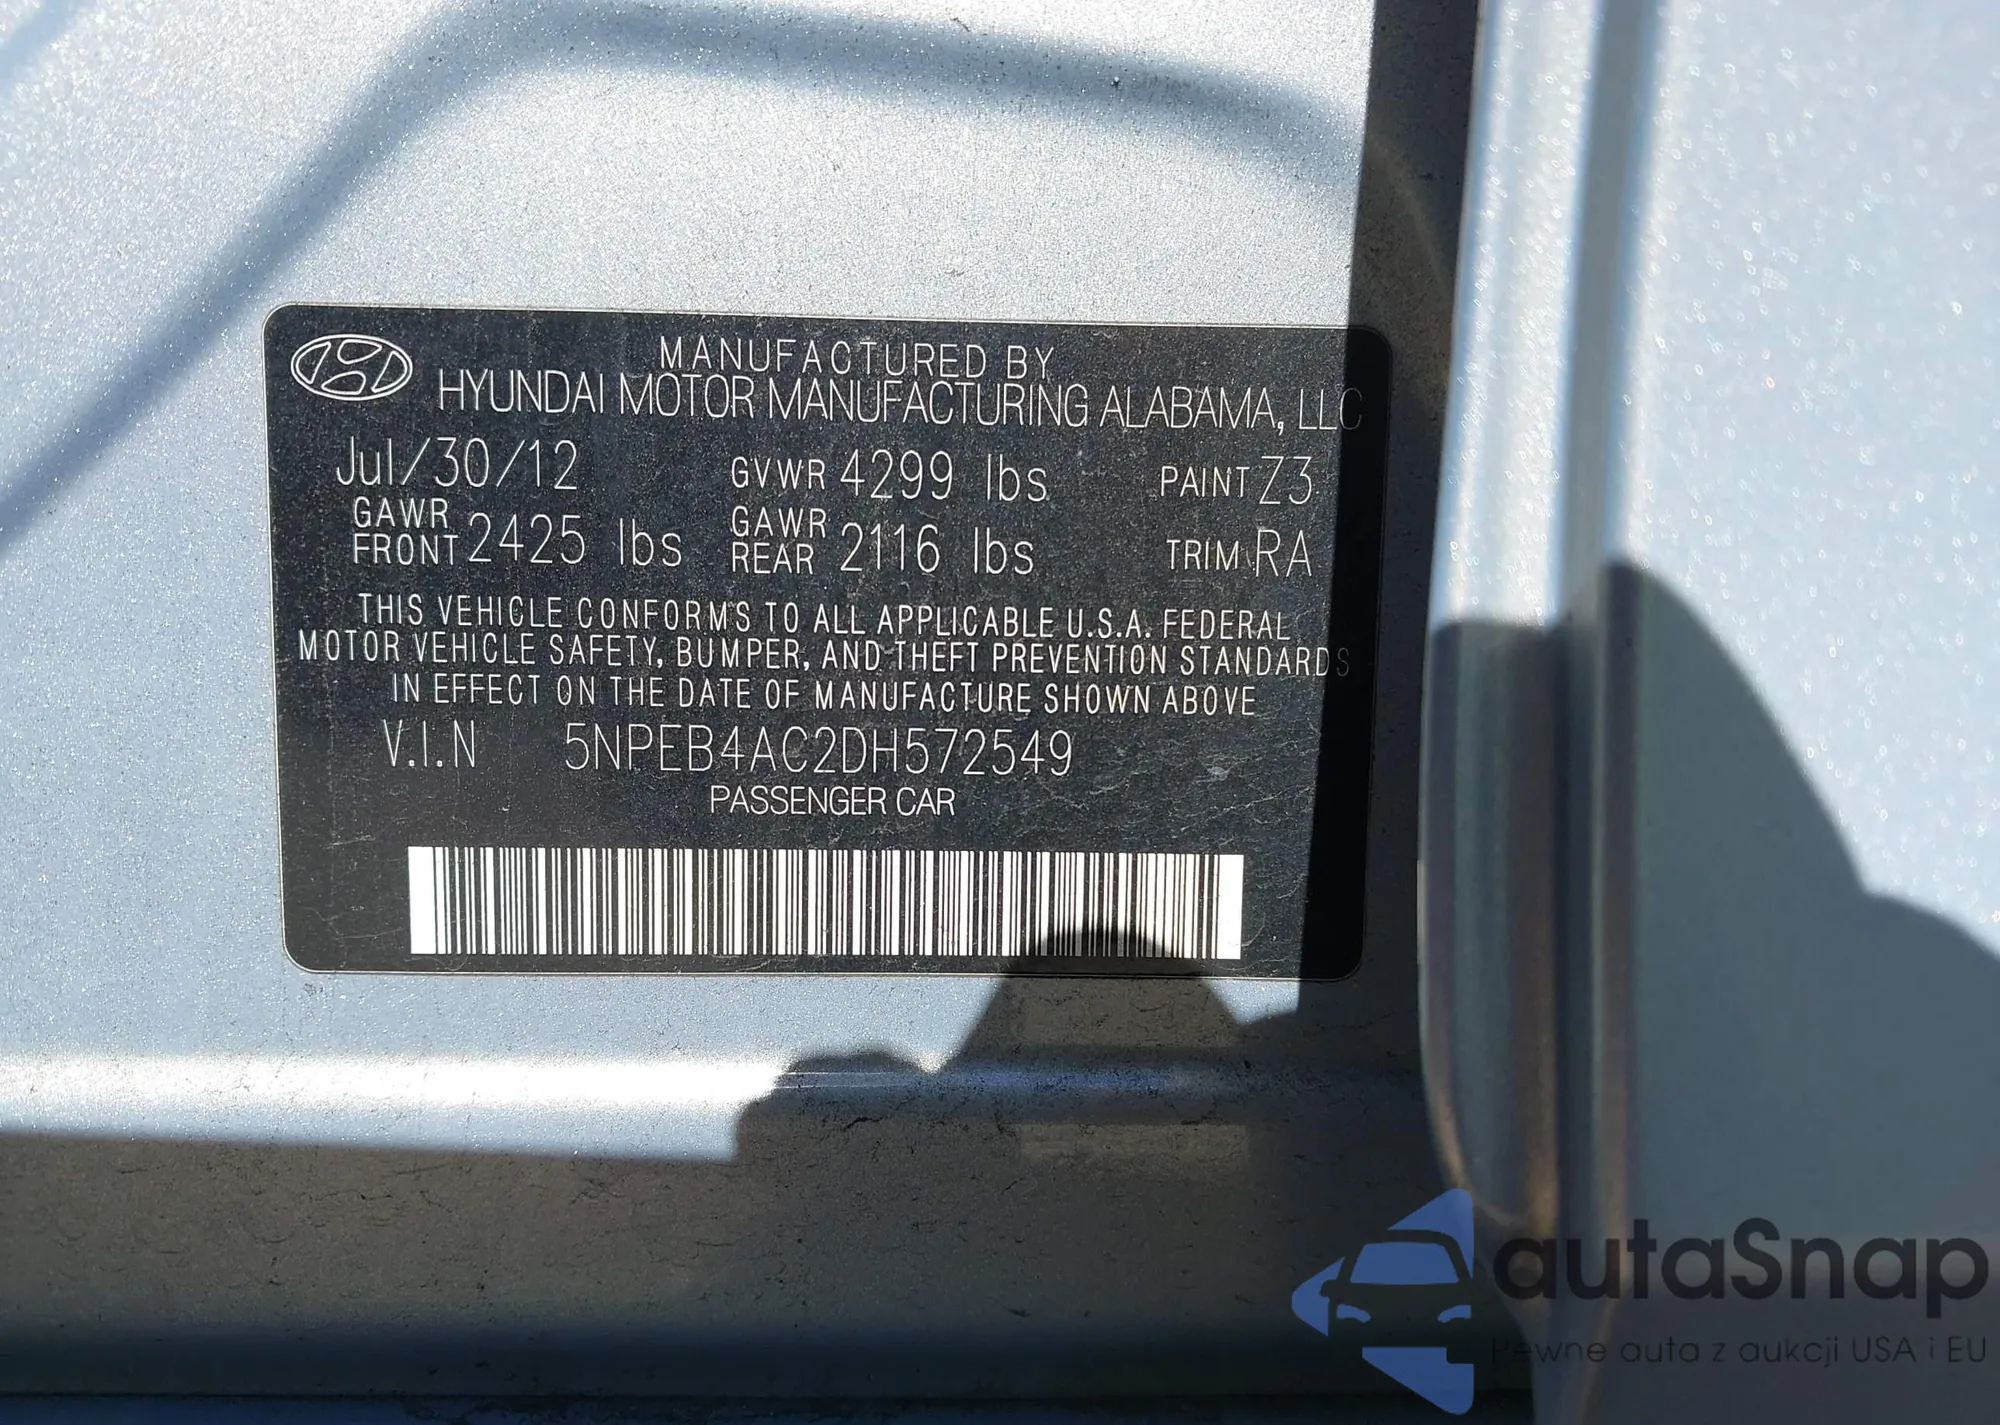 MANUFACTURED BY
HYUNDAI MOTOR MANUFACTURING ALABAMA, LLC
Jul/30/12 GVWR 4299 lbs PAINT Z3
GAWR FRONT 2425 lbs GAWR REAR 2116 lbs TRIM RA
THIS VEHICLE CONFORMS TO ALL APPLICABLE U.S.A. FEDERAL
MOTOR VEHICLE SAFETY, BUMPER, AND THEFT PREVENTION STANDARDS
IN EFFECT ON THE DATE OF MANUFACTURE SHOWN ABOVE
V.I.N 5NPEB4AC2DH572549
PASSENGER CAR
autaSnap
Pewne auta z aukcji USA i EU